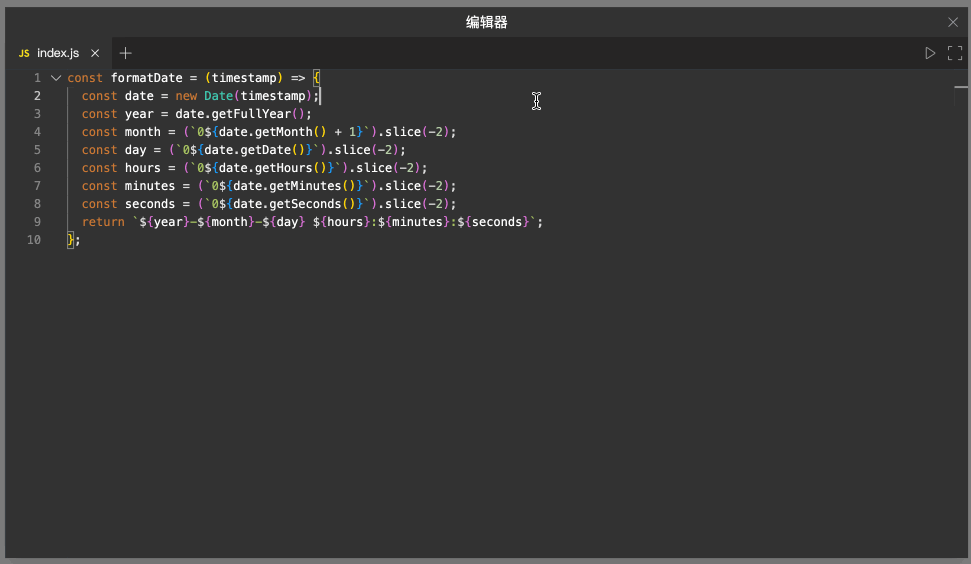 编辑器
JS index.js
1 const formatDate = (timestamp) => {
2 const date = new Date(timestamp);
3 const year = date.getFullYear();
4 const month = (`0${date.getMonth() + 1}`).slice(-2);
5 const day = (`0${date.getDate()}`).slice(-2);
6 const hours = (`0${date.getHours()}`).slice(-2);
7 const minutes = (`0${date.getMinutes()}`).slice(-2);
8 const seconds = (`0${date.getSeconds()}`).slice(-2);
9 return `${year}-${month}-${day} ${hours}:${minutes}:${seconds}`;
10 };